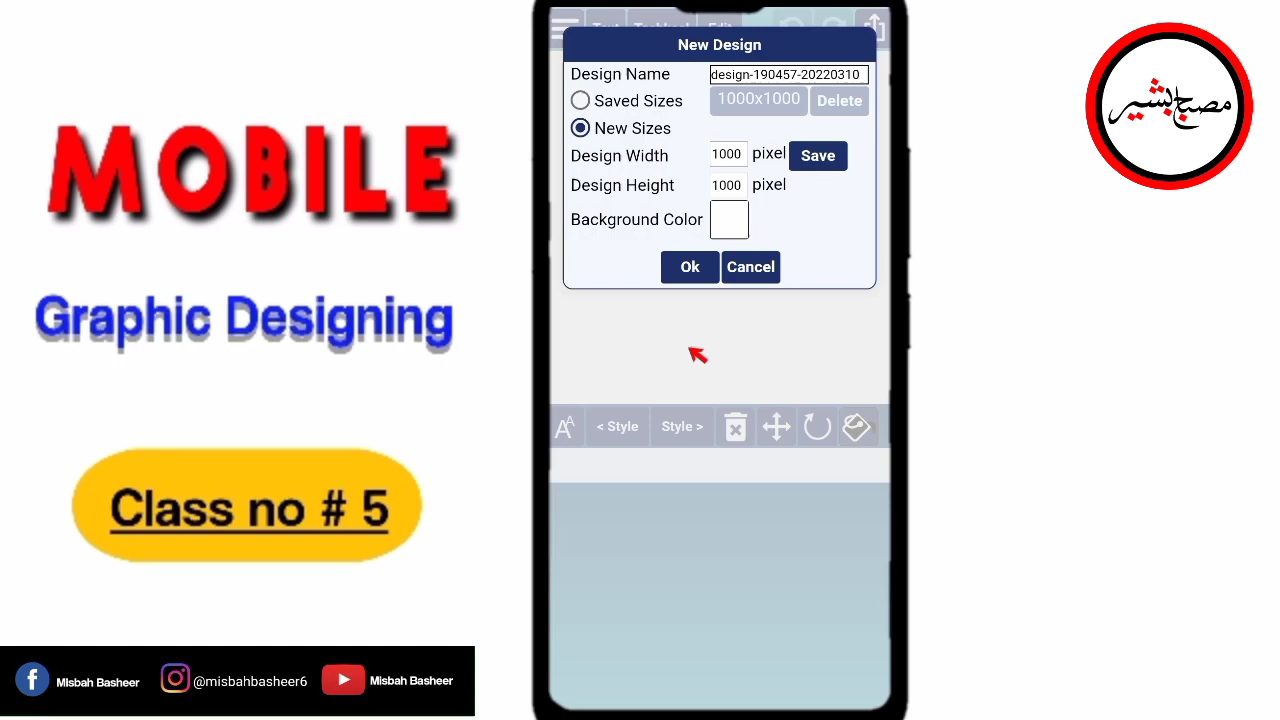 MOBILE
Graphic Designing
Class no # 5
Misbah Basheer
@misbahbasheer6
Misbah Basheer
New Design
Design Name
design-190457-20220310
Saved Sizes
1000x1000
Delete
New Sizes
Design Width
1000
pixel
Save
Design Height
1000
pixel
Background Color
Ok
Cancel
< Style
Style >
مصباح بشیر